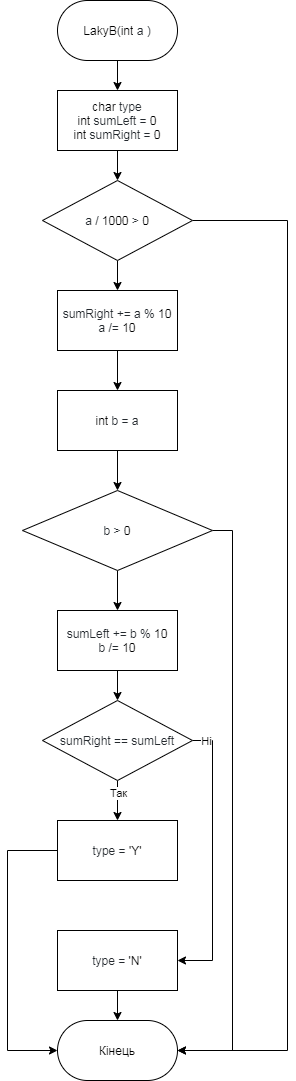 LakyB(int a )
char type
int sumLeft = 0
int sumRight = 0
a / 1000 > 0
sumRight += a % 10
a /= 10
int b = a
b > 0
sumLeft += b % 10
b /= 10
sumRight == sumLeft
Ні
Так
type = 'Y'
type = 'N'
Кінець